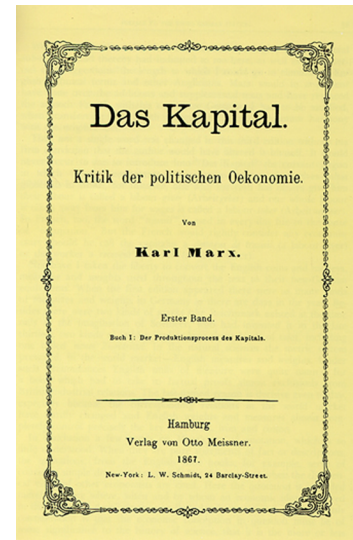 Das Kapital.
Kritik der politischen Oekonomie.
Von
Karl Marx.
Erster Band.
Buch I: Der Produktionsprocess des Kapitals.
Hamburg
Verlag von Otto Meissner.
1867.
New-York: L. W. Schmidt, 24 Barclay-Street.